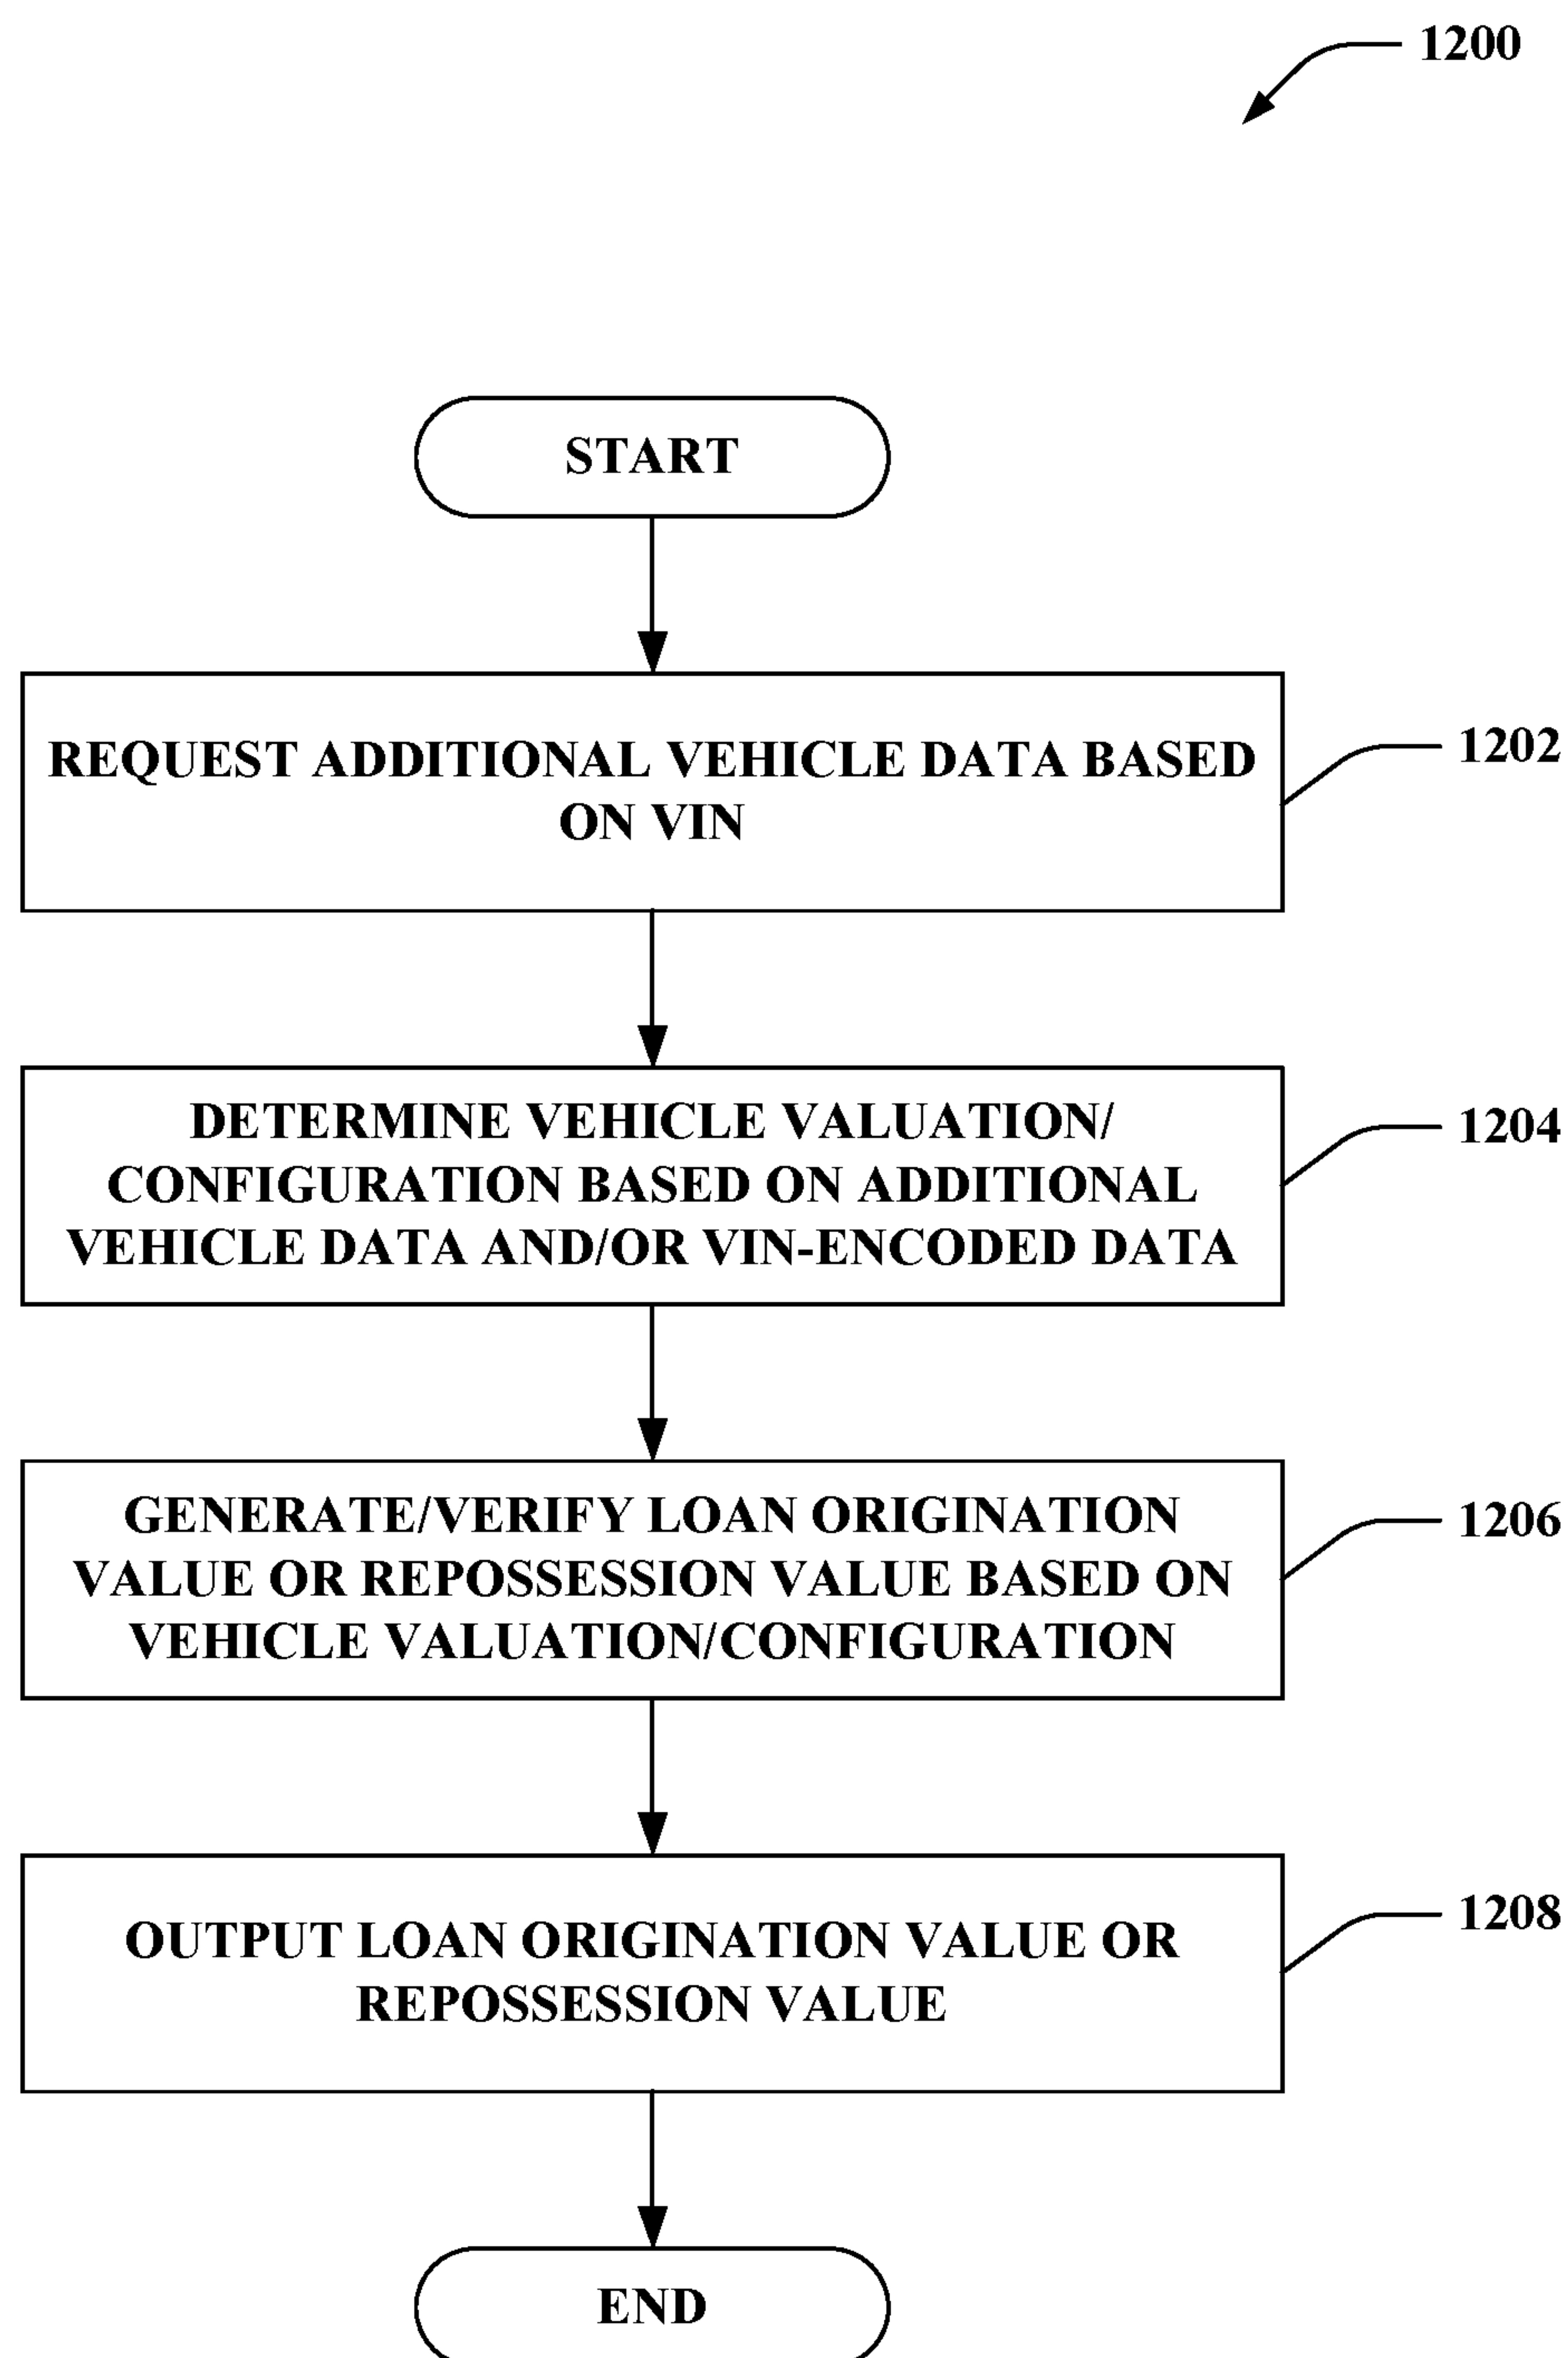 1200
START
REQUEST ADDITIONAL VEHICLE DATA BASED
ON VIN
1202
DETERMINE VEHICLE VALUATION/
CONFIGURATION BASED ON ADDITIONAL
VEHICLE DATA AND/OR VIN-ENCODED DATA
1204
GENERATE/VERIFY LOAN ORIGINATION
VALUE OR REPOSSESSION VALUE BASED ON
VEHICLE VALUATION/CONFIGURATION
1206
OUTPUT LOAN ORIGINATION VALUE OR
REPOSSESSION VALUE
1208
END